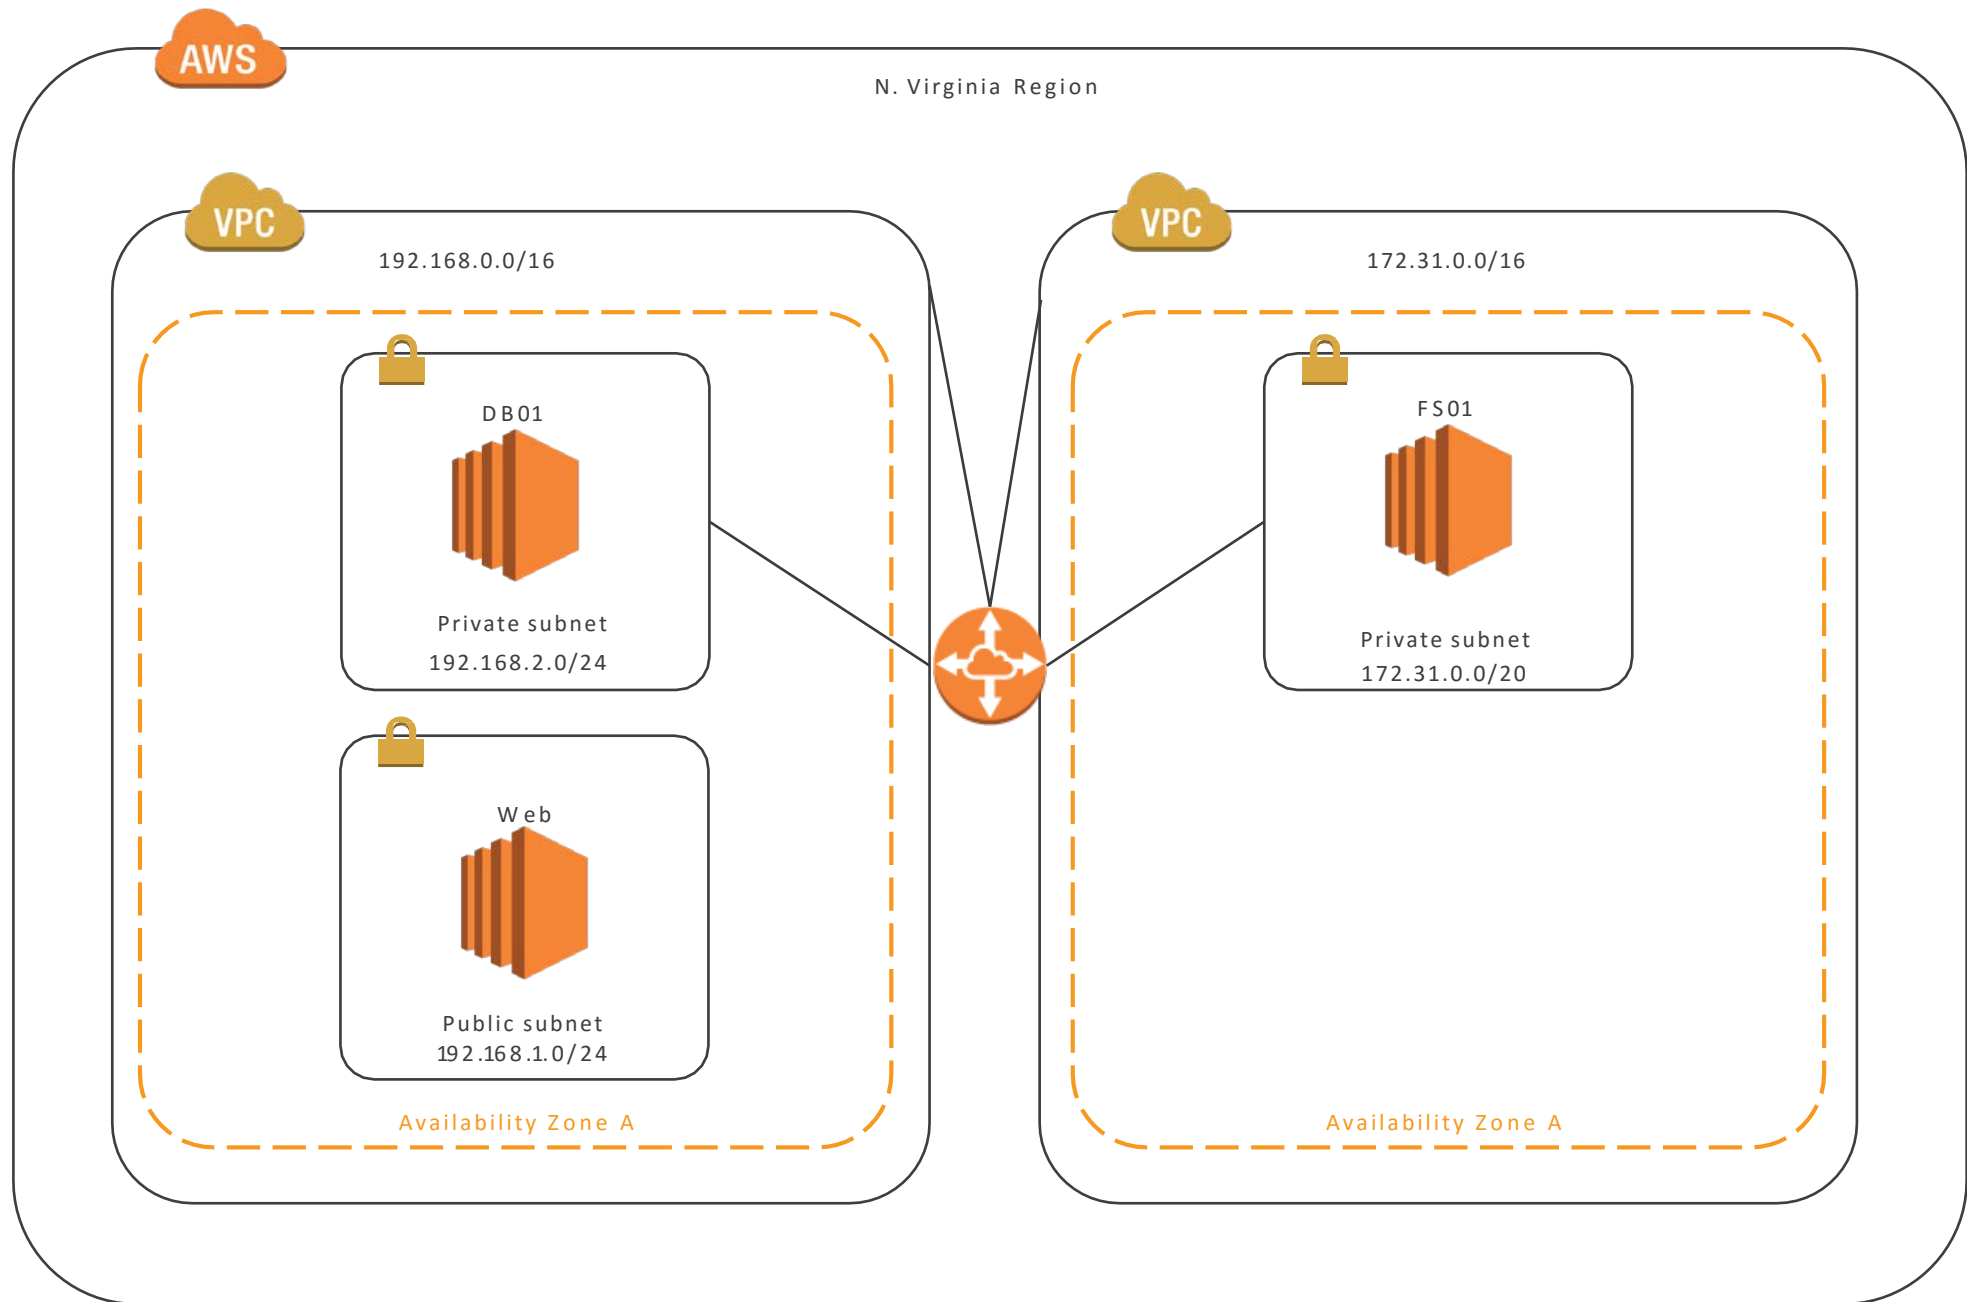 AWS
N. Virginia Region
VPC
192.168.0.0/16
DB01
Private subnet
192.168.2.0/24
Web
Public subnet
192.168.1.0/24
Availability Zone A
VPC
172.31.0.0/16
FS01
Private subnet
172.31.0.0/20
Availability Zone A